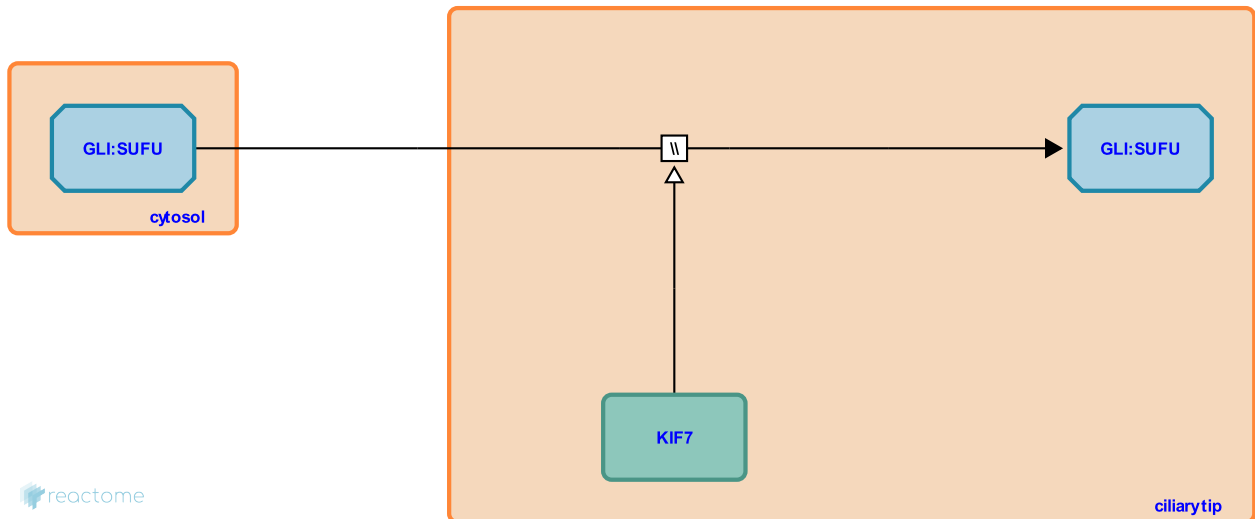 GLI:SUFU
\\
GLI:SUFU
cytosol
KIF7
reactome
ciliary tip